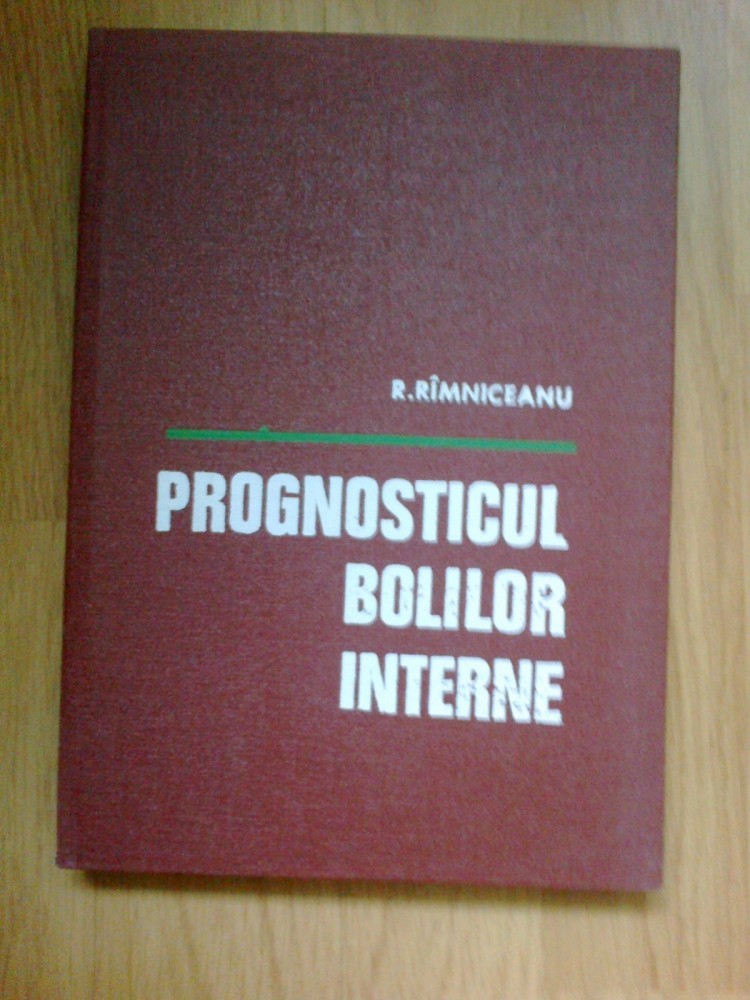 R.RÎMNICEANU
PROGNOSTICUL
BOLILOR
INTERNE